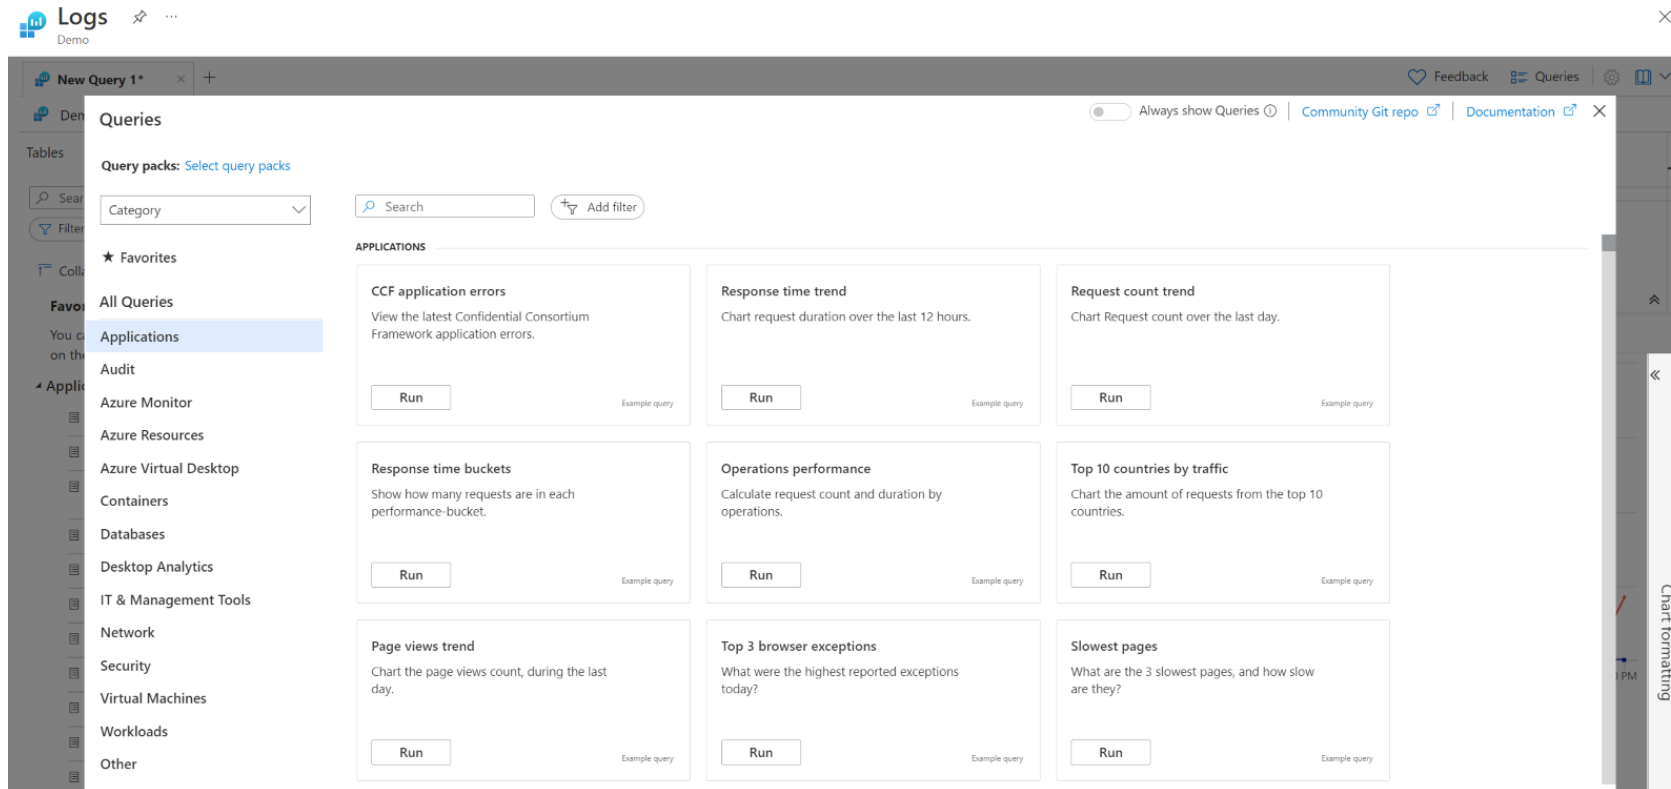 Logs
Demo
New Query 1*
Feedback
Queries
Queries
Always show Queries
Community Git repo
Documentation
Tables
Query packs: Select query packs
Category
Search
Add filter
Filter
Favorites
APPLICATIONS
All Queries
Applications
Audit
Azure Monitor
Azure Resources
Azure Virtual Desktop
Containers
Databases
Desktop Analytics
IT & Management Tools
Network
Security
Virtual Machines
Workloads
Other
CCF application errors
View the latest Confidential Consortium
Framework application errors.
Run
Example query
Response time trend
Chart request duration over the last 12 hours.
Run
Example query
Request count trend
Chart Request count over the last day.
Run
Example query
Response time buckets
Show how many requests are in each
performance-bucket.
Run
Example query
Operations performance
Calculate request count and duration by
operations.
Run
Example query
Top 10 countries by traffic
Chart the amount of requests from the top 10
countries.
Run
Example query
Page views trend
Chart the page views count, during the last
day.
Run
Example query
Top 3 browser exceptions
What were the highest reported exceptions
today?
Run
Example query
Slowest pages
What are the 3 slowest pages, and how slow
are they?
Run
Example query
PM
Chart formatting